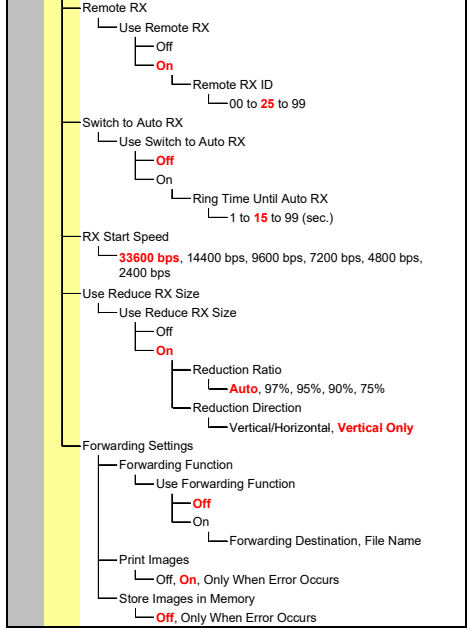 Remote RX
Use Remote RX
Off
On
Remote RX ID
00 to 25 to 99
Switch to Auto RX
Use Switch to Auto RX
Off
On
Ring Time Until Auto RX
1 to 15 to 99 (sec.)
RX Start Speed
33600 bps, 14400 bps, 9600 bps, 7200 bps, 4800 bps,
2400 bps
Use Reduce RX Size
Use Reduce RX Size
Off
On
Reduction Ratio
Auto, 97%, 95%, 90%, 75%
Reduction Direction
Vertical/Horizontal, Vertical Only
Forwarding Settings
Forwarding Function
Use Forwarding Function
Off
On
Forwarding Destination, File Name
Print Images
Off, On, Only When Error Occurs
Store Images in Memory
Off, Only When Error Occurs